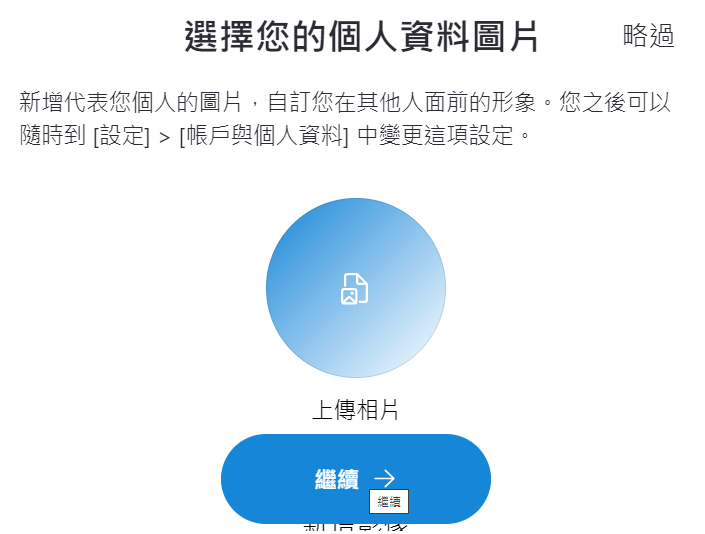 選擇您的個人資料圖片
略過
新增代表您個人的圖片，自訂您在其他人面前的形象。您之後可以
隨時到 [設定] > [帳戶與個人資料] 中變更這項設定。
上傳相片
繼續
繼續